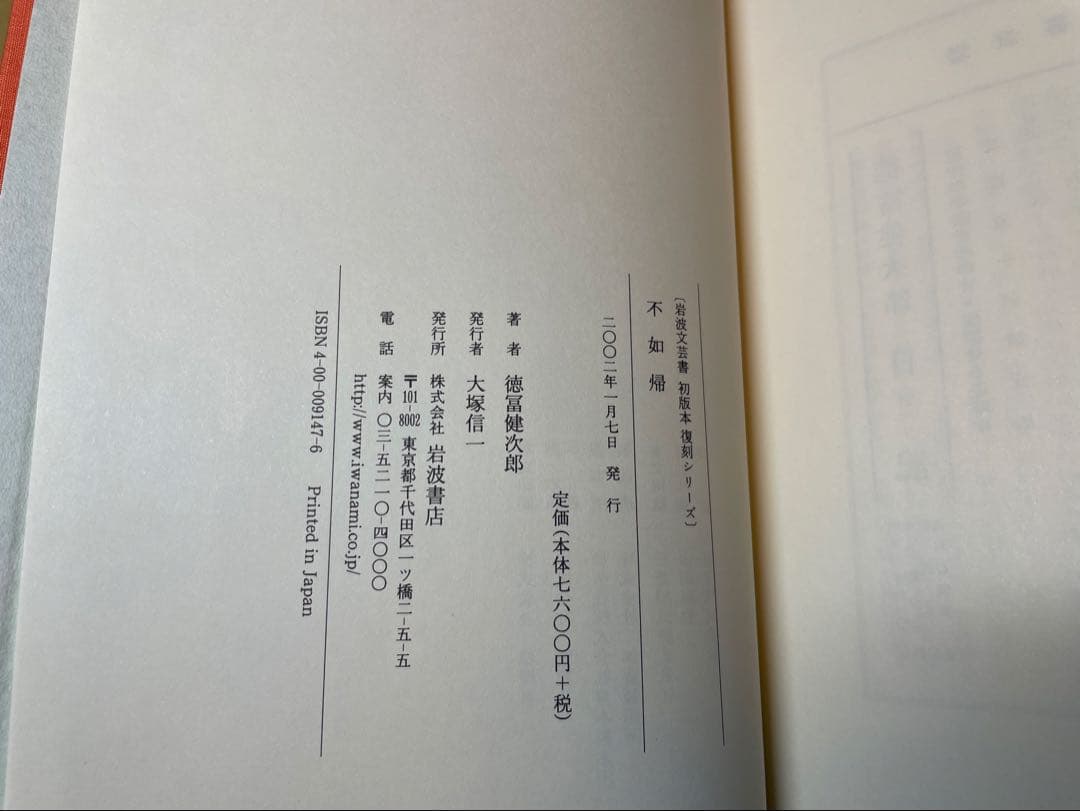 〔岩波文芸書 初版本 復刻シリーズ〕
不如帰
二〇〇二年一月七日 発行
定価(本体七六〇〇円+税)
著者 徳冨健次郎
発行者 大塚信一
発行所 株式会社 岩波書店
〒101-8002 東京都千代田区一ツ橋二-五-五
電話 案内 〇三-五二一〇-四〇〇〇
http://www.iwanami.co.jp/
ISBN 4-00-009147-6 Printed in Japan